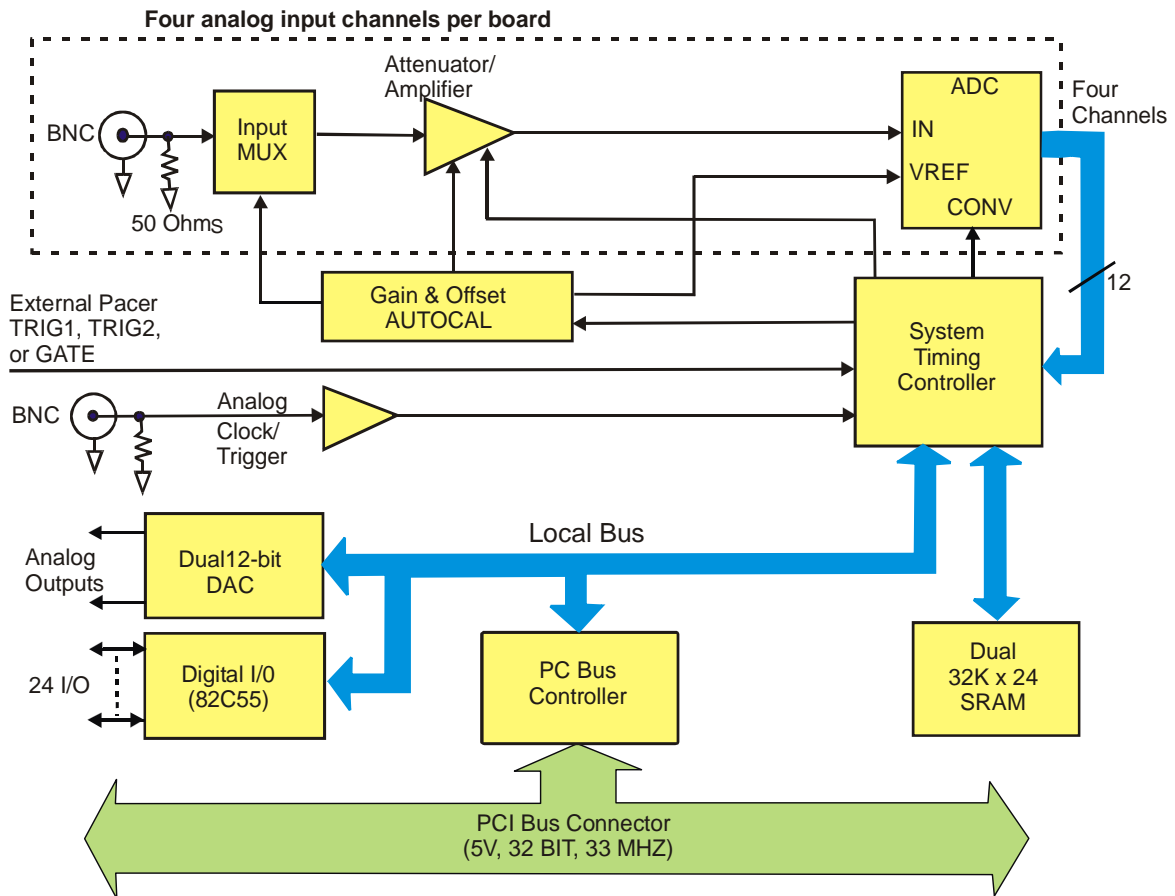 Four analog input channels per board
Attenuator/
Amplifier
BNC
50 Ohms
Input
MUX
ADC
IN
VREF
CONV
Four
Channels
12
Gain & Offset
AUTOCAL
External Pacer
TRIG1, TRIG2,
or GATE
System
Timing
Controller
BNC
Analog
Clock/
Trigger
Local Bus
Analog
Outputs
Dual12-bit
DAC
24 I/O
Digital I/0
(82C55)
PC Bus
Controller
Dual
32K x 24
SRAM
PCI Bus Connector
(5V, 32 BIT, 33 MHZ)